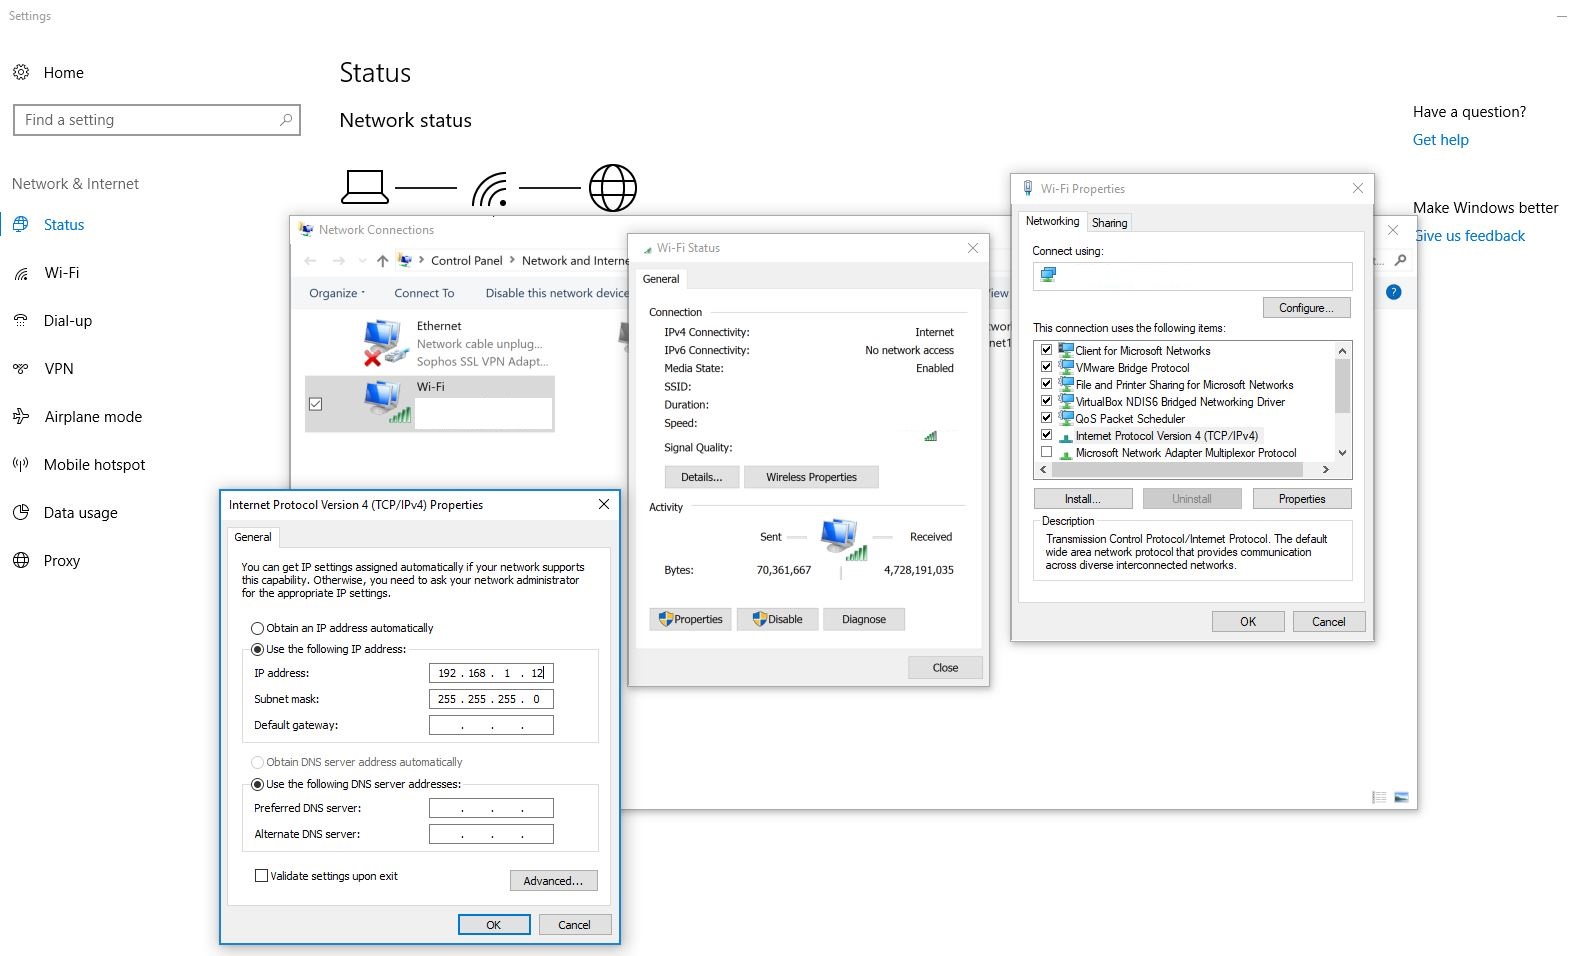 Settings
Home
Find a setting
Network & Internet
Status
Wi-Fi
Dial-up
VPN
Airplane mode
Mobile hotspot
Data usage
Proxy
Status
Network status
Have a question?
Get help
Make Windows better
Give us feedback
Network Connections
Control Panel > Network and Interne
Organize
Connect To
Disable this network device
Ethernet
Network cable unplug...
Sophos SSL VPN Adapt...
Wi-Fi
Wi-Fi Status
General
Connection
IPv4 Connectivity: Internet
IPv6 Connectivity: No network access
Media State: Enabled
SSID:
Duration:
Speed:
Signal Quality:
Details...
Wireless Properties
Activity
Sent
Received
Bytes: 70,361,667 4,728,191,035
Properties
Disable
Diagnose
Close
Wi-Fi Properties
Networking
Sharing
Connect using:
Configure...
This connection uses the following items:
Client for Microsoft Networks
VMware Bridge Protocol
File and Printer Sharing for Microsoft Networks
VirtualBox NDIS6 Bridged Networking Driver
QoS Packet Scheduler
Internet Protocol Version 4 (TCP/IPv4)
Microsoft Network Adapter Multiplexor Protocol
Install...
Uninstall
Properties
Description
Transmission Control Protocol/Internet Protocol. The default
wide area network protocol that provides communication
across diverse interconnected networks.
OK
Cancel
Internet Protocol Version 4 (TCP/IPv4) Properties
General
You can get IP settings assigned automatically if your network supports
this capability. Otherwise, you need to ask your network administrator
for the appropriate IP settings.
Obtain an IP address automatically
Use the following IP address:
IP address: 192 . 168 . 1 . 12
Subnet mask: 255 . 255 . 255 . 0
Default gateway: . . .
Obtain DNS server address automatically
Use the following DNS server addresses:
Preferred DNS server: . . .
Alternate DNS server: . . .
Validate settings upon exit
Advanced...
OK
Cancel